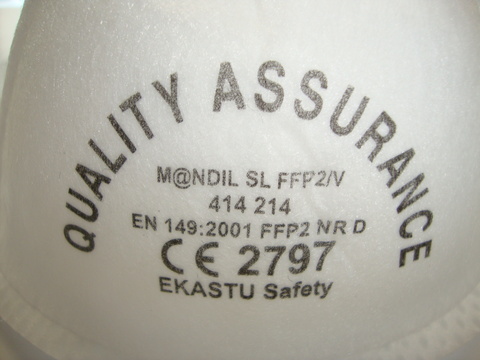 QUALITY ASSURANCE
M@NDIL SL FFP2/V
414 214
EN 149:2001 FFP2 NR D
CE 2797
EKASTU Safety